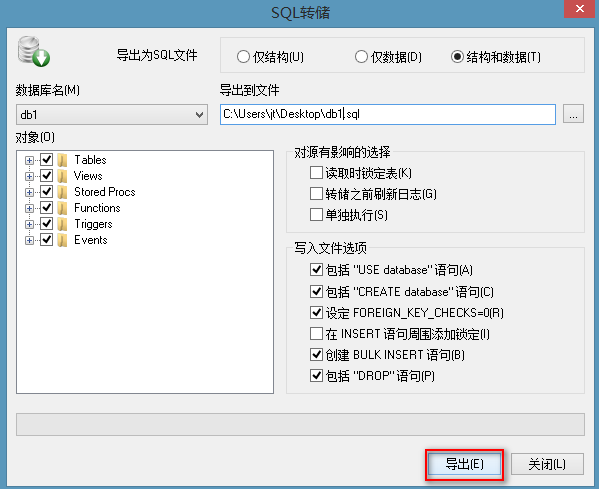 SQL转储
导出为SQL文件
仅结构(U)
仅数据(D)
结构和数据(T)
数据库名(M)
导出到文件
db1
C:\Users\jt\Desktop\db1.sql
...
对象(O)
Tables
Views
Stored Procs
Functions
Triggers
Events
对源有影响的选择
读取时锁定表(K)
转储之前刷新日志(G)
单独执行(S)
写入文件选项
包括 "USE database" 语句(A)
包括 "CREATE database" 语句(C)
设定 FOREIGN_KEY_CHECKS=0(R)
在 INSERT 语句周围添加锁定(I)
创建 BULK INSERT 语句(B)
包括 "DROP" 语句(P)
导出(E)
关闭(L)